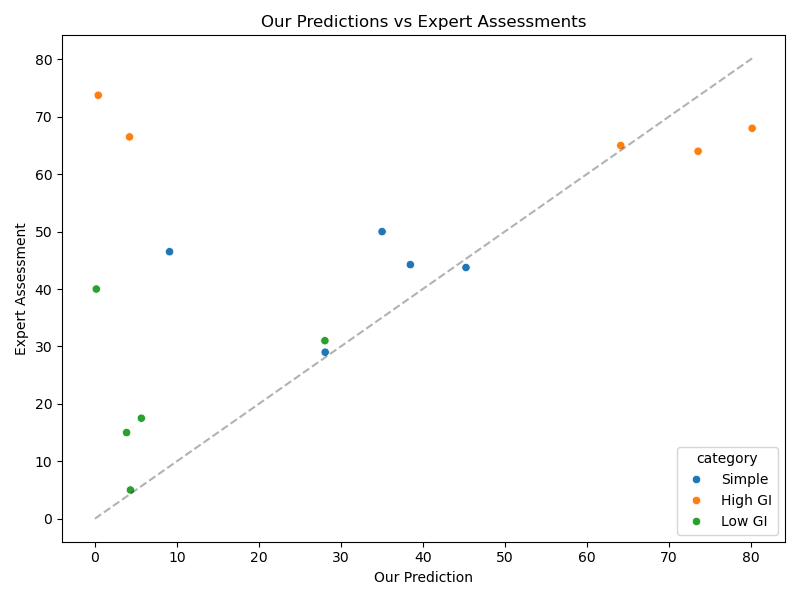 Our Predictions vs Expert Assessments
Expert Assessment
80
70
60
50
40
30
20
10
0
0 10 20 30 40 50 60 70 80
Our Prediction
category
Simple
High GI
Low GI